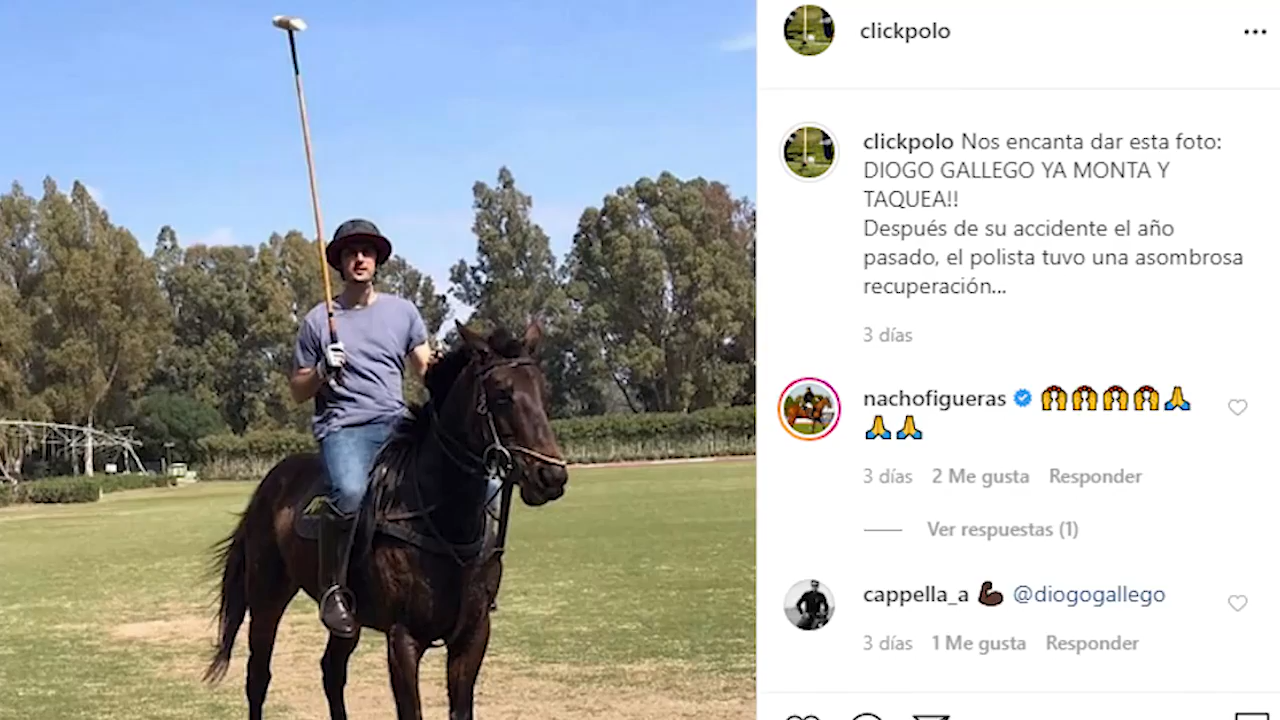 clickpolo
clickpolo Nos encanta dar esta foto:
DIOGO GALLEGO YA MONTA Y
TAQUEA!!
Después de su accidente el año
pasado, el polista tuvo una asombrosa
recuperación...
3 días
nachofigueras 🙌🙌🙌🙌🙏
🙏🙏
3 días 2 Me gusta Responder
Ver respuestas (1)
cappella_a 💪🏿 @diogogallego
3 días 1 Me gusta Responder